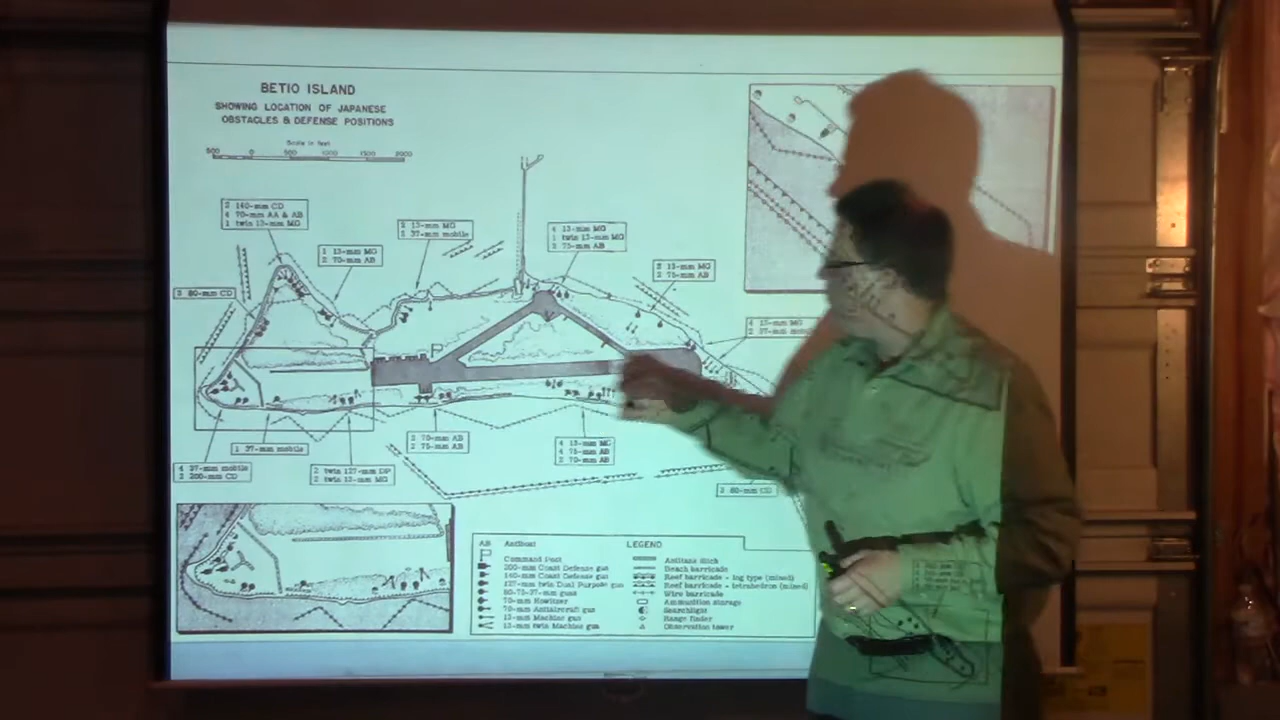 BETIO ISLAND
SHOWING LOCATION OF JAPANESE
OBSTACLES & DEFENSE POSITIONS
Scale in feet
500 0 500 1000 1500 2000
2 140-mm CD
4 70-mm AA & AB
1 twin 13-mm MG
1 13-mm MG
2 70-mm AB
2 13-mm MG
2 37-mm mobile
4 13-mm MG
1 twin 13-mm MG
2 75-mm AB
2 13-mm MG
2 75-mm AB
4 13-mm MG
2 37-mm
80-mm CD
P
4 37-mm mobile
2 200-mm CD
1 37-mm mobile
2 twin 127-mm DP
2 twin 13-mm MG
2 70-mm AB
2 75-mm AB
4 13-mm MG
4 75-mm AB
2 70-mm AB
80-mm CD
LEGEND
AB Antiboat
Command Post
200-mm Coast Defense gun
140-mm Coast Defense gun
127-mm twin Dual Purpose gun
80-75-37-mm guns
70-mm Howitzer
70-mm Antiaircraft gun
13-mm Machine gun
13-mm twin Machine gun
Antitank ditch
Beach barricade
Reef barricade - log type (mined)
Reef barricade - tetrahedron (mined)
Wire barricade
Ammunition storage
Searchlight
Range finder
Observation tower